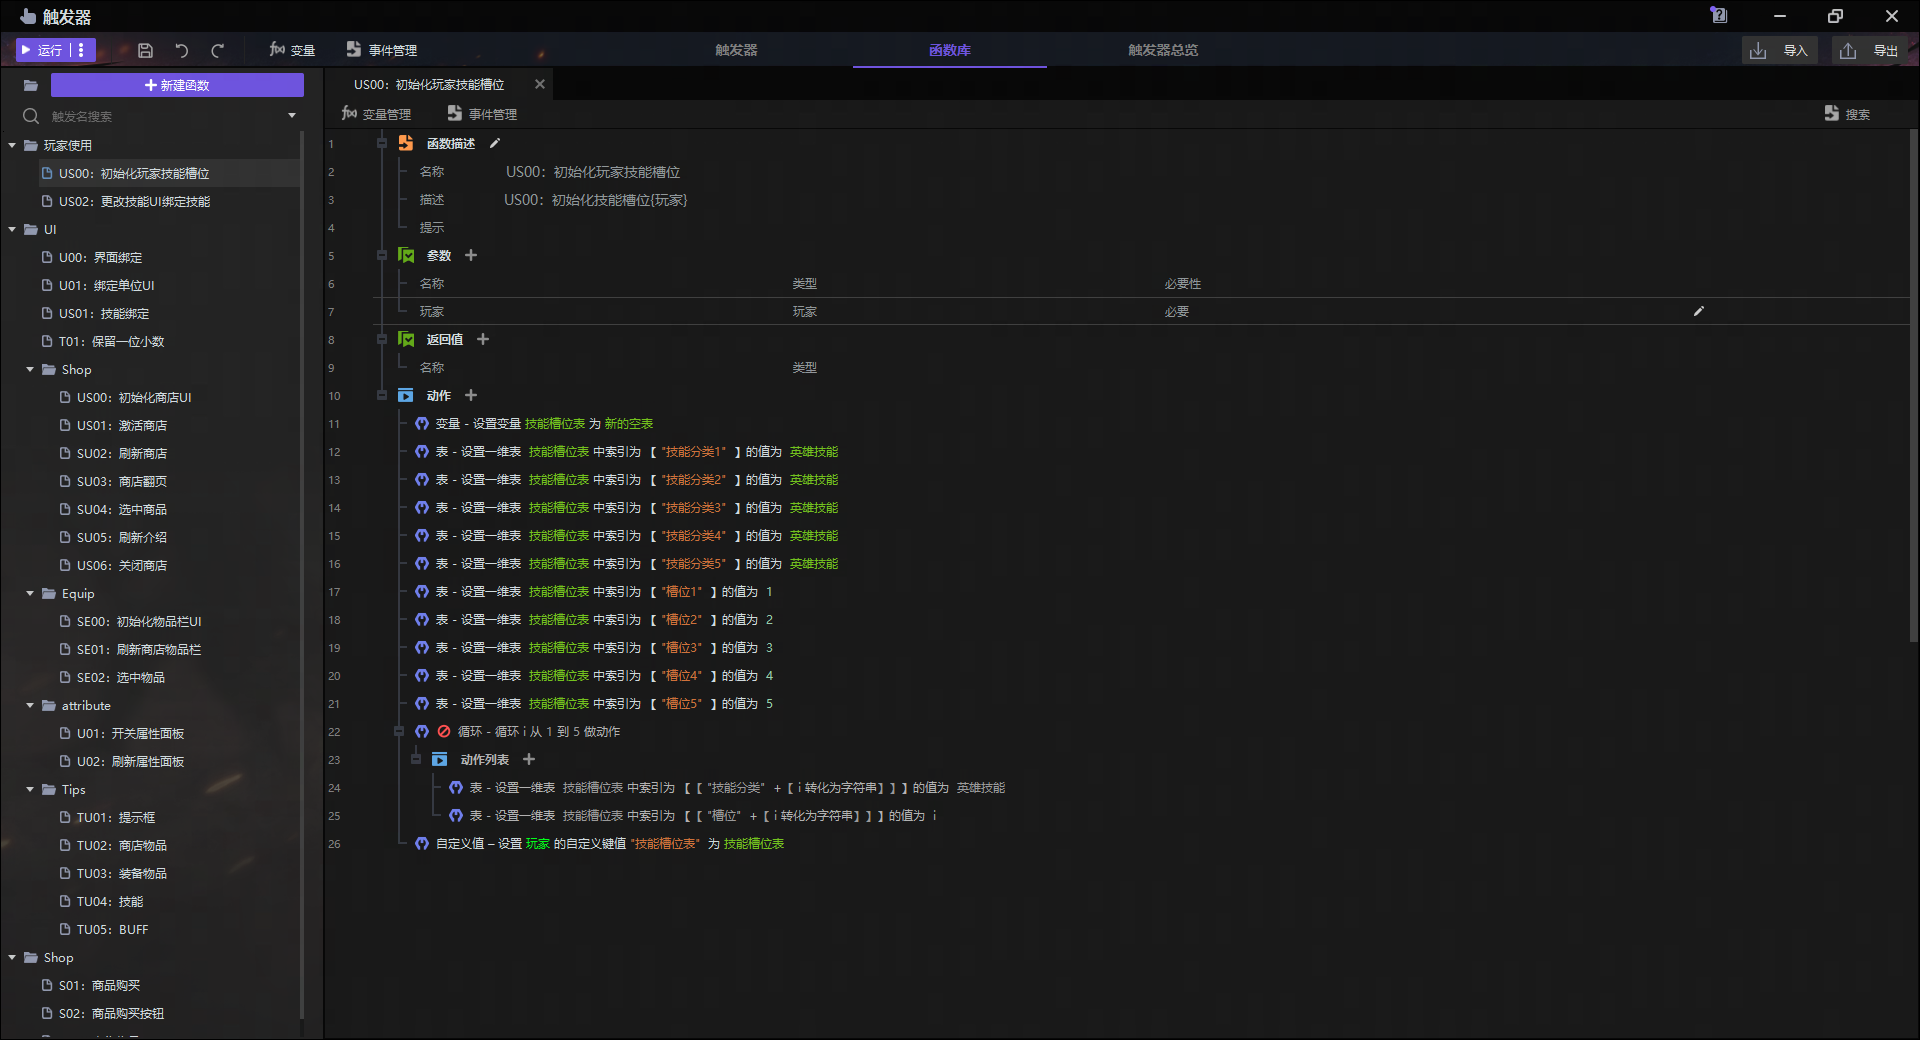 触发器
运行
变量
事件管理
触发器
函数库
触发器总览
导入
导出
新建函数
触发名搜索
玩家使用
US00：初始化玩家技能槽位
US02：更改技能UI绑定技能
UI
U00：界面绑定
U01：绑定单位UI
US01：技能绑定
T01：保留一位小数
Shop
US00：初始化商店UI
US01：激活商店
SU02：刷新商店
SU03：商店翻页
SU04：选中商品
SU05：刷新介绍
US06：关闭商店
Equip
SE00：初始化物品栏UI
SE01：刷新商店物品栏
SE02：选中物品
attribute
U01：开关属性面板
U02：刷新属性面板
Tips
TU01：提示框
TU02：商店物品
TU03：装备物品
TU04：技能
TU05：BUFF
Shop
S01：商品购买
S02：商品购买按钮
US00：初始化玩家技能槽位
变量管理
事件管理
搜索
1 函数描述
2 名称 US00：初始化玩家技能槽位
3 描述 US00：初始化技能槽位{玩家}
4 提示
5 参数
6 名称 类型 必要性
7 玩家 玩家 必要
8 返回值
9 名称 类型
10 动作
11 变量 - 设置变量 技能槽位表 为 新的空表
12 表 - 设置一维表 技能槽位表 中索引为 【 "技能分类1" 】的值为 英雄技能
13 表 - 设置一维表 技能槽位表 中索引为 【 "技能分类2" 】的值为 英雄技能
14 表 - 设置一维表 技能槽位表 中索引为 【 "技能分类3" 】的值为 英雄技能
15 表 - 设置一维表 技能槽位表 中索引为 【 "技能分类4" 】的值为 英雄技能
16 表 - 设置一维表 技能槽位表 中索引为 【 "技能分类5" 】的值为 英雄技能
17 表 - 设置一维表 技能槽位表 中索引为 【 "槽位1" 】的值为 1
18 表 - 设置一维表 技能槽位表 中索引为 【 "槽位2" 】的值为 2
19 表 - 设置一维表 技能槽位表 中索引为 【 "槽位3" 】的值为 3
20 表 - 设置一维表 技能槽位表 中索引为 【 "槽位4" 】的值为 4
21 表 - 设置一维表 技能槽位表 中索引为 【 "槽位5" 】的值为 5
22 循环 - 循环 i 从 1 到 5 做动作
23 动作列表
24 表 - 设置一维表 技能槽位表 中索引为 【【 "技能分类" +【 i 转化为字符串】】】的值为 英雄技能
25 表 - 设置一维表 技能槽位表 中索引为 【【 "槽位" +【 i 转化为字符串】】】的值为 i
26 自定义值 – 设置 玩家 的自定义键值 "技能槽位表" 为 技能槽位表